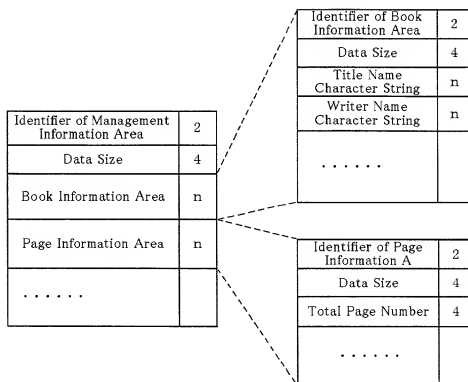 Identifier of Management
Information Area
2
Data Size
4
Book Information Area
n
Page Information Area
n
. . . . . .
Identifier of Book
Information Area
2
Data Size
4
Title Name
Character String
n
Writer Name
Character String
n
. . . . . .
Identifier of Page
Information A
2
Data Size
4
Total Page Number
4
. . . . . .